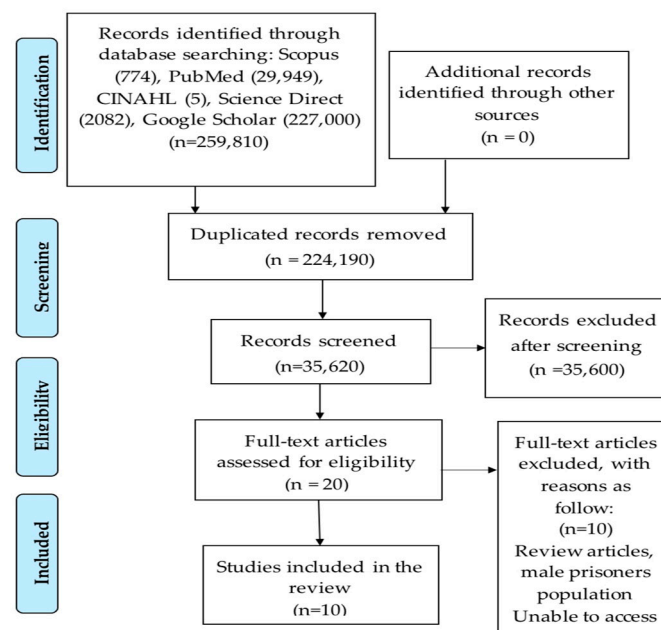 Identification
Records identified through
database searching: Scopus
(774), PubMed (29,949),
CINAHL (5), Science Direct
(2082), Google Scholar (227,000)
(n=259,810)
Additional records
identified through other
sources
(n = 0)
Screening
Duplicated records removed
(n = 224,190)
Records screened
(n=35,620)
Records excluded
after screening
(n =35,600)
Eligibility
Full-text articles
assessed for eligibility
(n = 20)
Full-text articles
excluded, with
reasons as
follow:
(n=10)
Review articles,
male prisoners
population
Unable to access
Included
Studies included in the
review
(n=10)